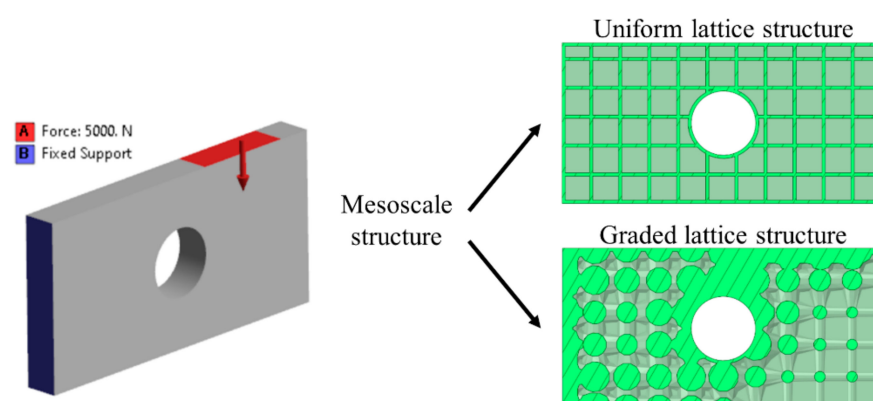 Uniform lattice structure
A Force: 5000. N
B Fixed Support
Mesoscale
structure
Graded lattice structure